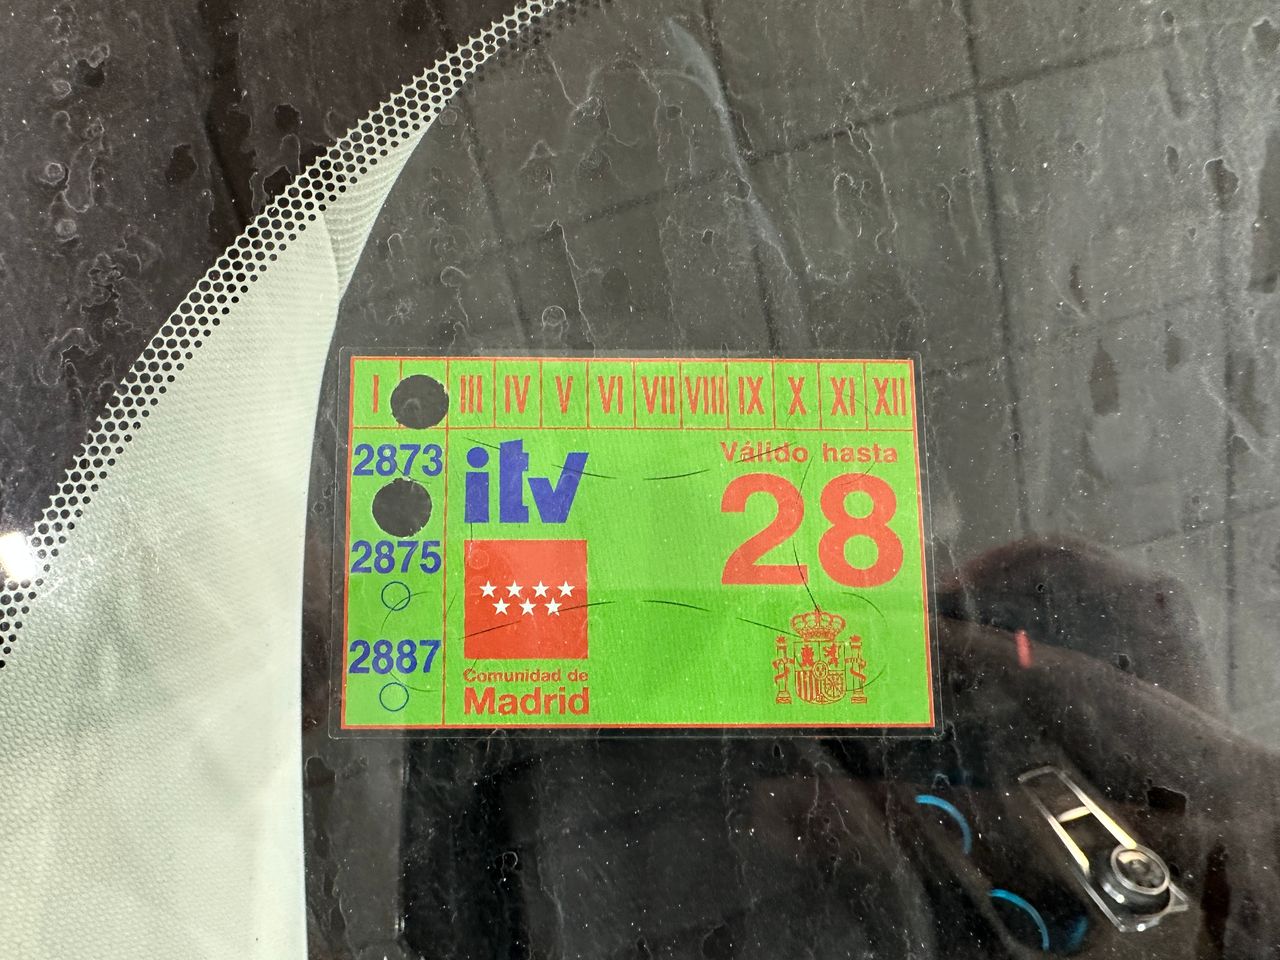 I III IV V VI VII VIII IX X XI XII
2873
2875
2887
itv
Comunidad de
Madrid
Válido hasta
28